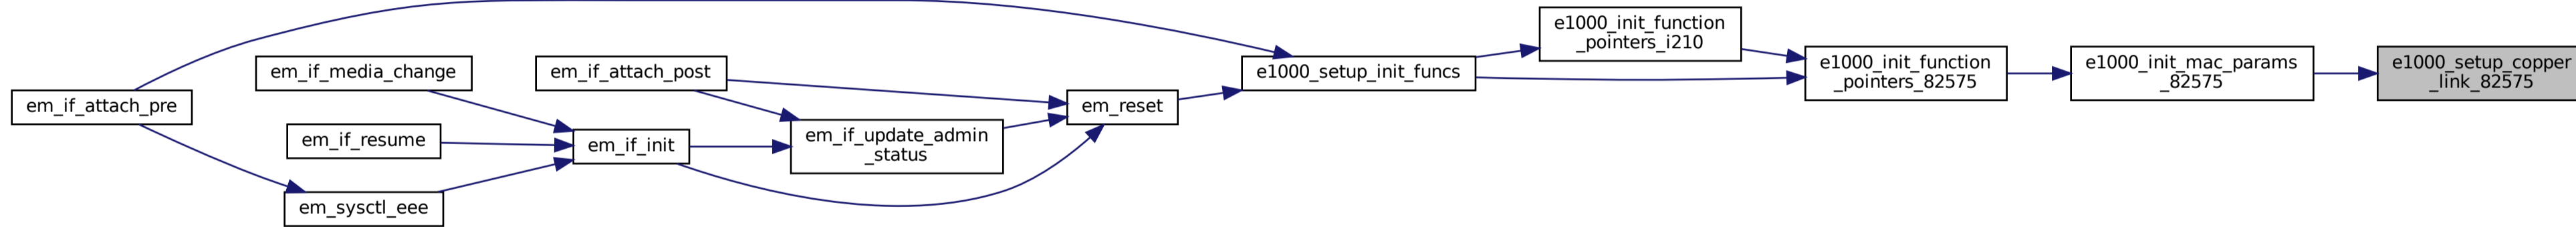 em_if_attach_pre
em_if_media_change
em_if_resume
em_sysctl_eee
em_if_attach_post
em_if_init
em_if_update_admin
_status
em_reset
e1000_setup_init_funcs
e1000_init_function
_pointers_i210
e1000_init_function
_pointers_82575
e1000_init_mac_params
_82575
e1000_setup_copper
_link_82575